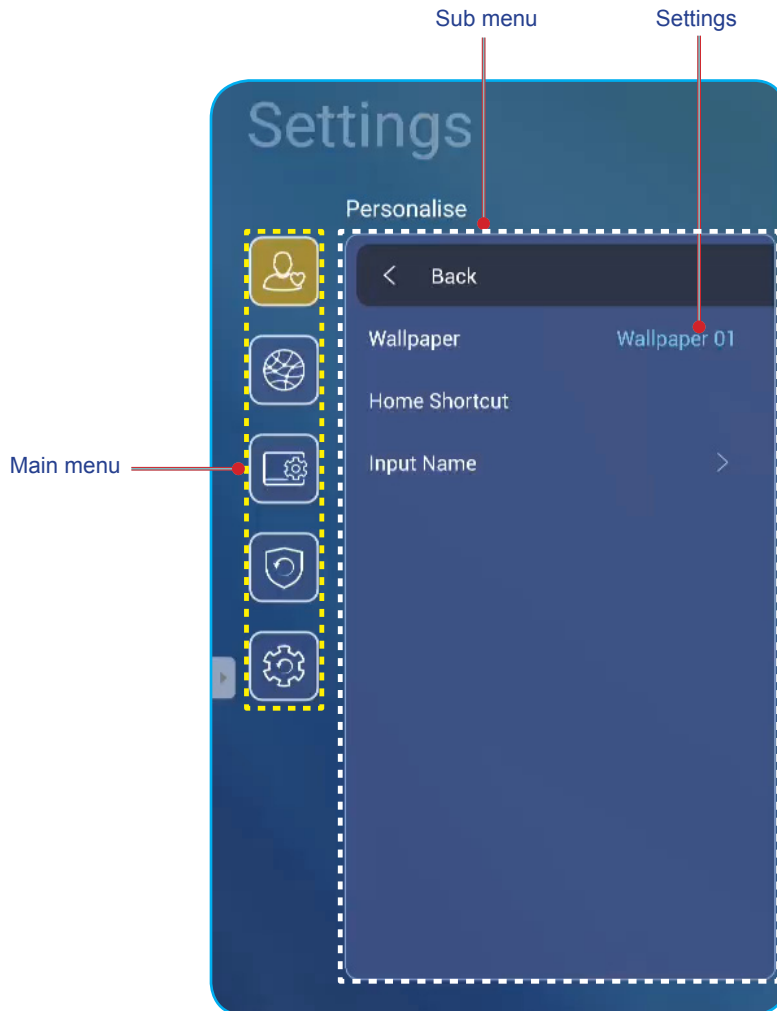 Sub menu
Settings
Settings
Personalise
Back
Wallpaper
Wallpaper 01
Home Shortcut
Main menu
Input Name